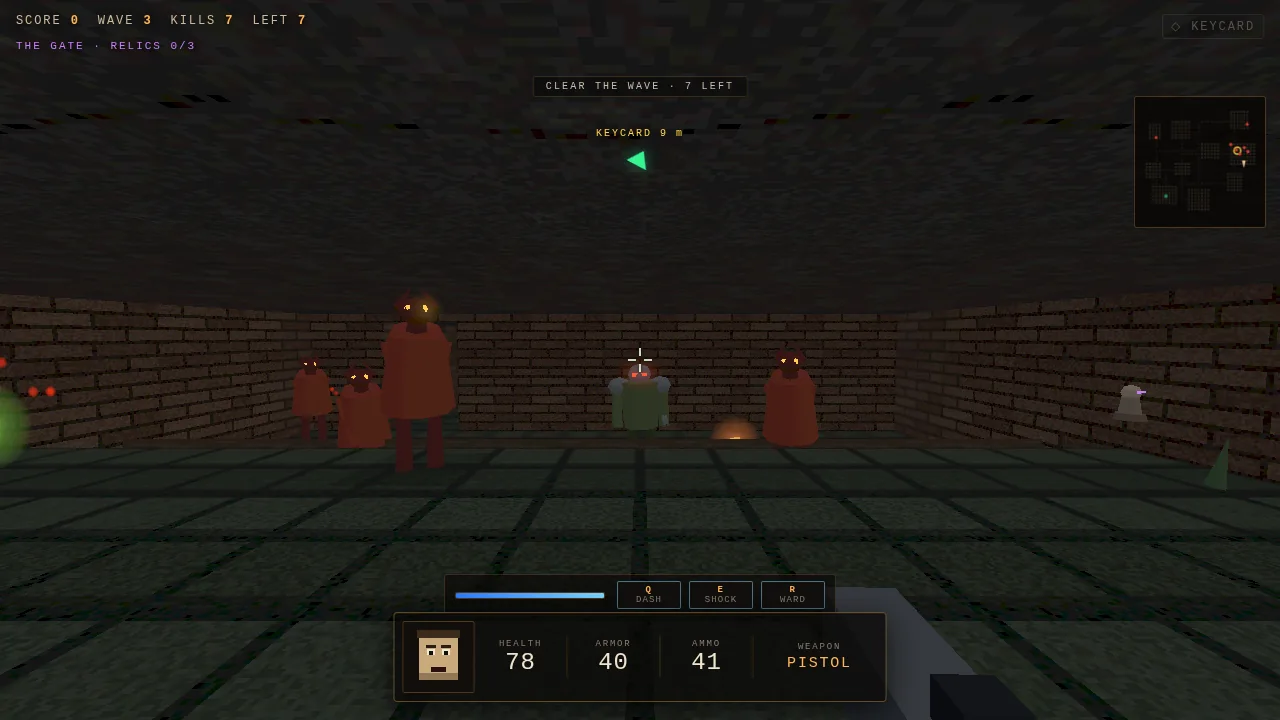 SCORE 0 WAVE 3 KILLS 7 LEFT 7
◇ KEYCARD
THE GATE · RELICS 0/3
CLEAR THE WAVE · 7 LEFT
KEYCARD 9 m
Q
DASH
E
SHOCK
R
WARD
HEALTH
78
ARMOR
40
AMMO
41
WEAPON
PISTOL